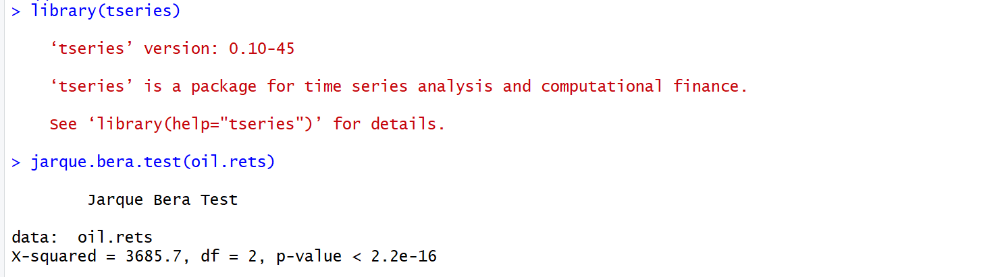 > library(tseries)
‘tseries’ version: 0.10-45
‘tseries’ is a package for time series analysis and computational finance.
See ‘library(help="tseries")’ for details.
> jarque.bera.test(oil.rets)
Jarque Bera Test
data:  oil.rets
X-squared = 3685.7, df = 2, p-value < 2.2e-16